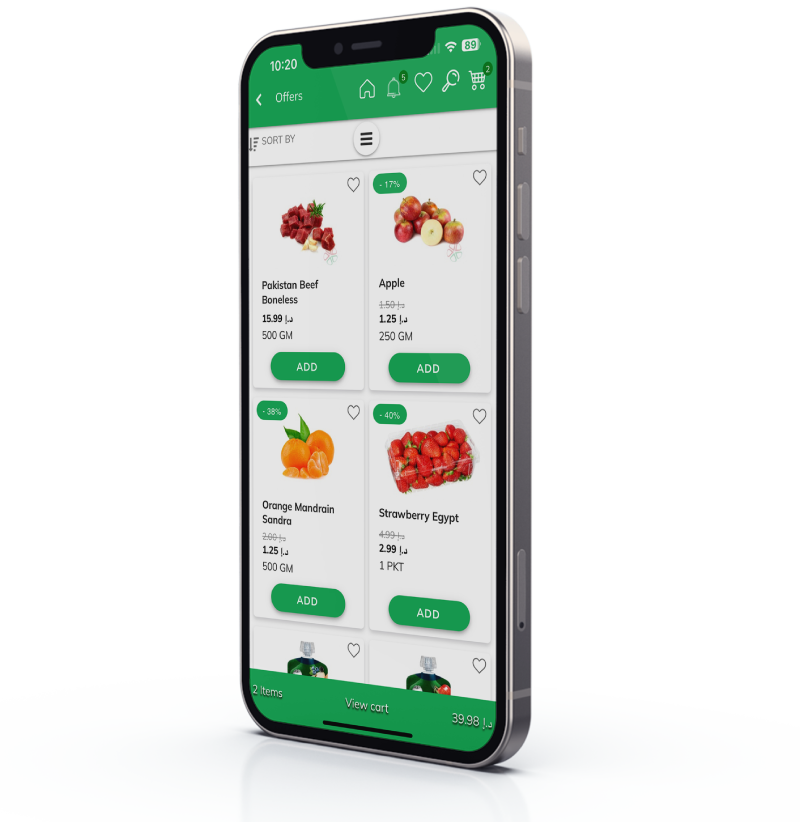 10:20
89
Offers
5
2
SORT BY
Pakistan Beef
Boneless
15.99 د.إ
500 GM
ADD
- 17%
Apple
1.50 د.إ
1.25 د.إ
250 GM
ADD
- 38%
Orange Mandrain
Sandra
2.00 د.إ
1.25 د.إ
500 GM
ADD
- 40%
Strawberry Egypt
4.99 د.إ
2.99 د.إ
1 PKT
ADD
2 Items
View cart
39.98 د.إ